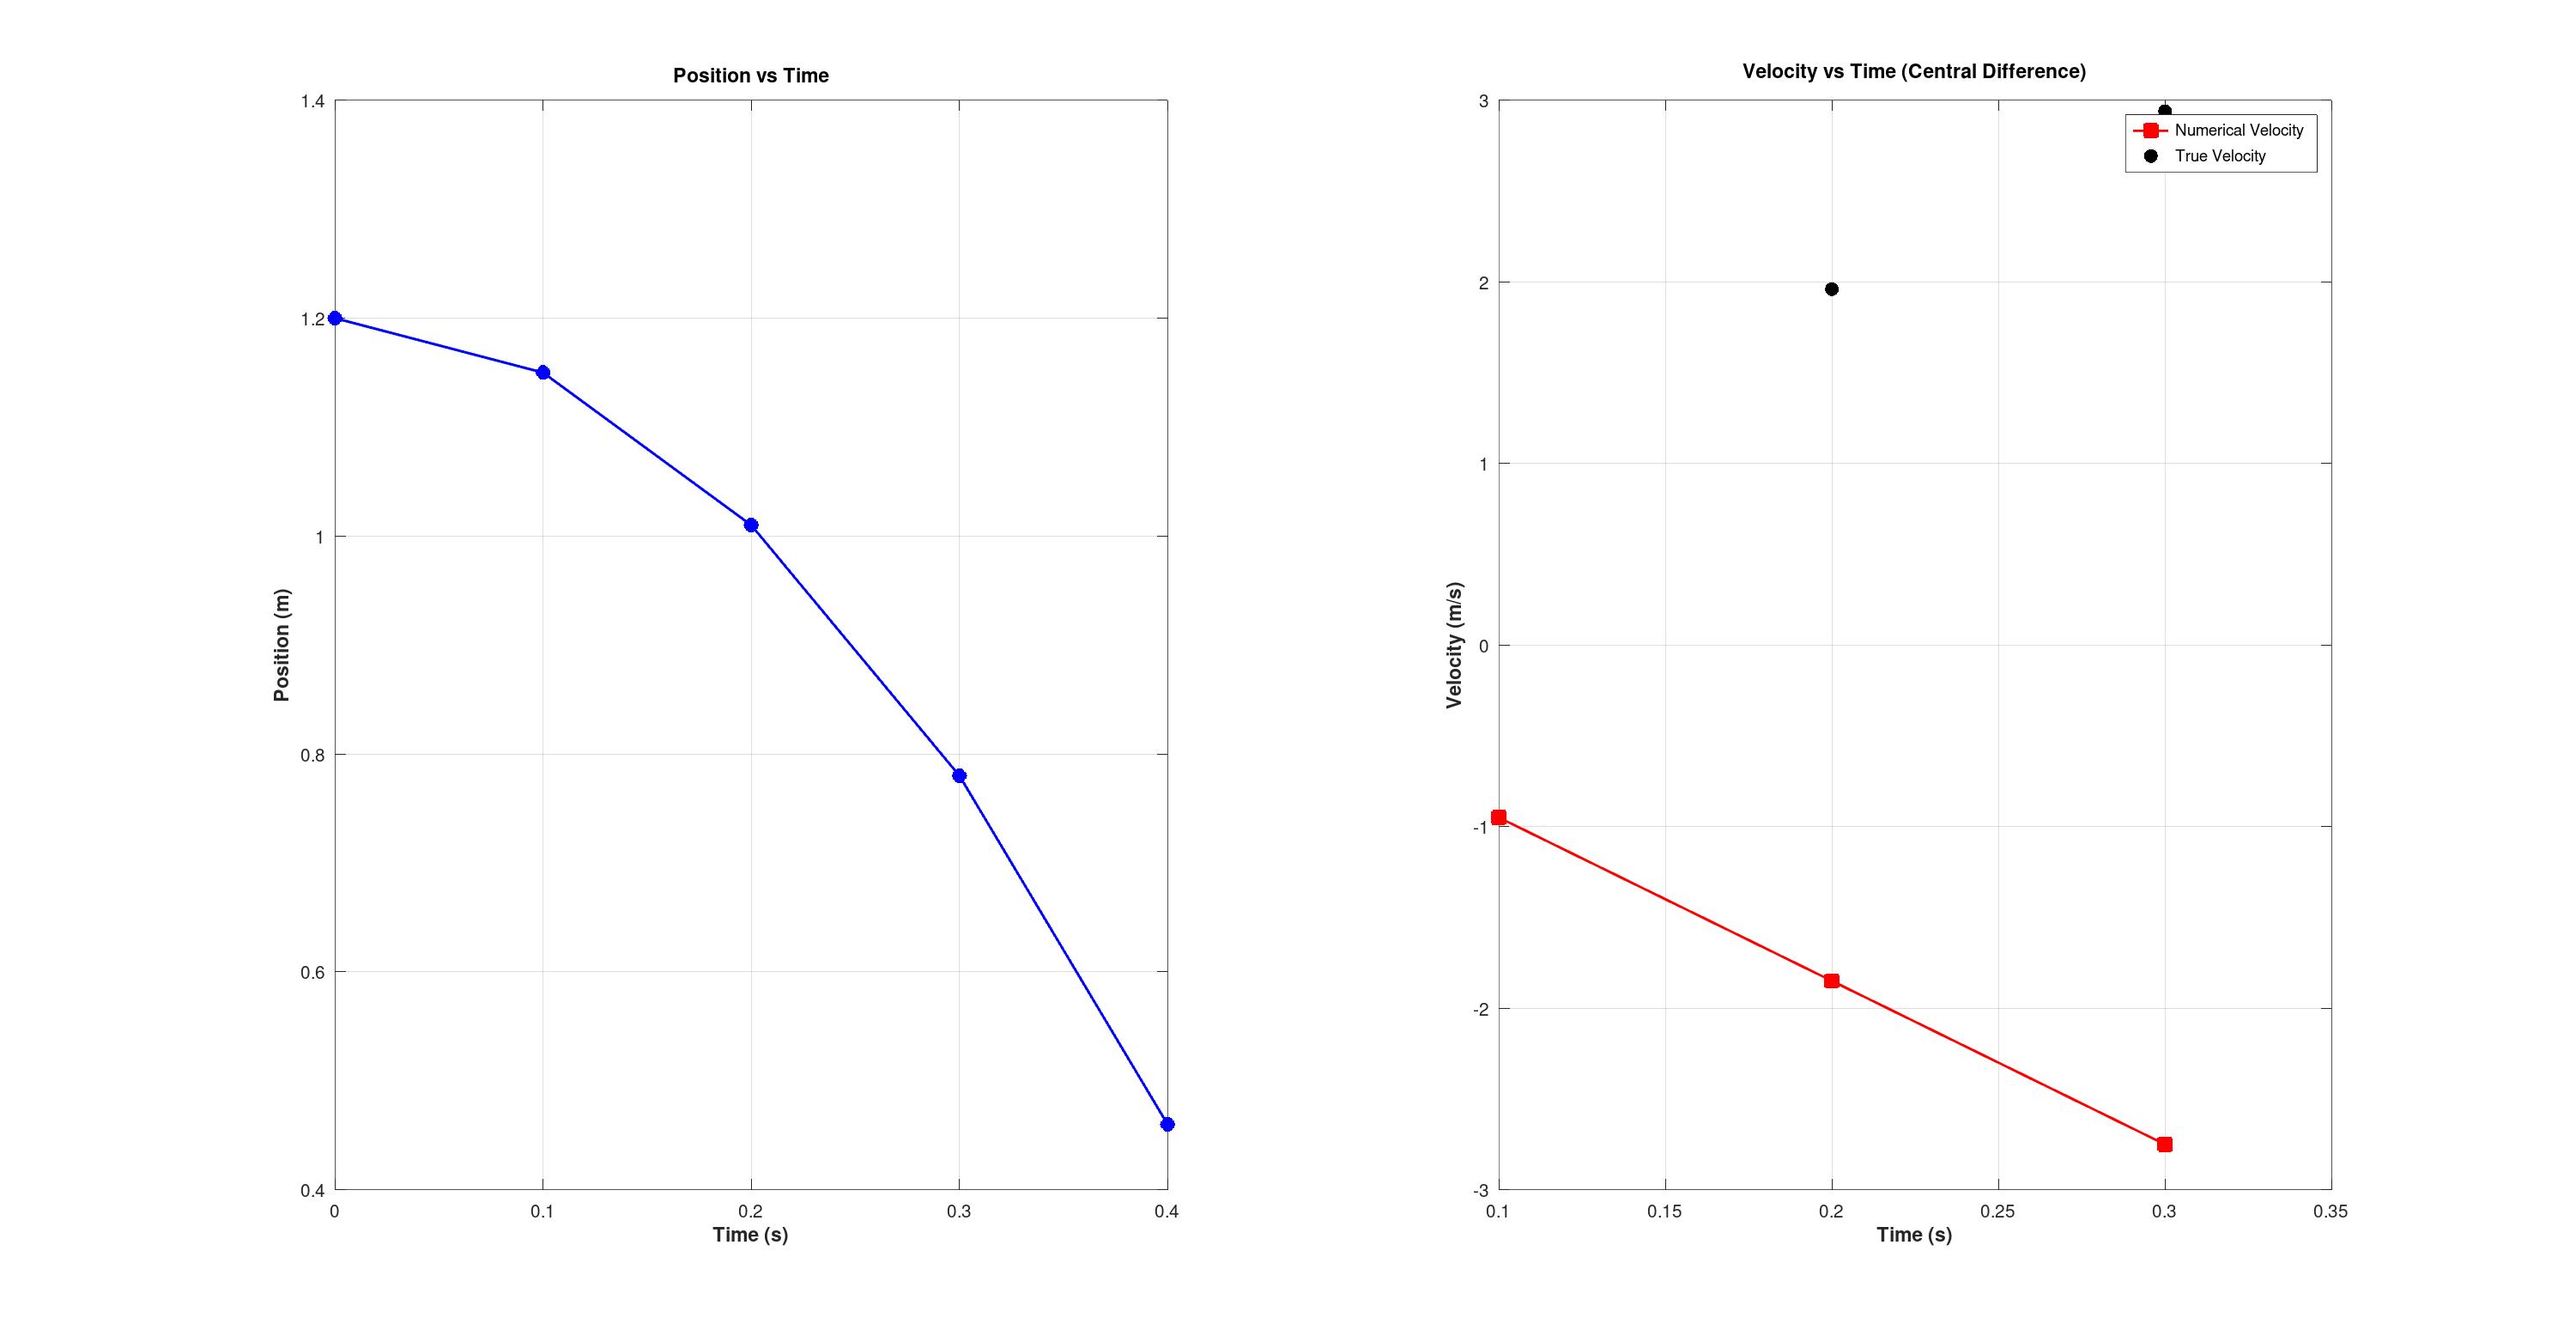 Position vs Time
1.4
1.2
1
0.8
0.6
0.4
Position (m)
0 0.1 0.2 0.3 0.4
Time (s)
Velocity vs Time (Central Difference)
3
2
1
0
-1
-2
-3
Velocity (m/s)
Numerical Velocity
True Velocity
0.1 0.15 0.2 0.25 0.3 0.35
Time (s)